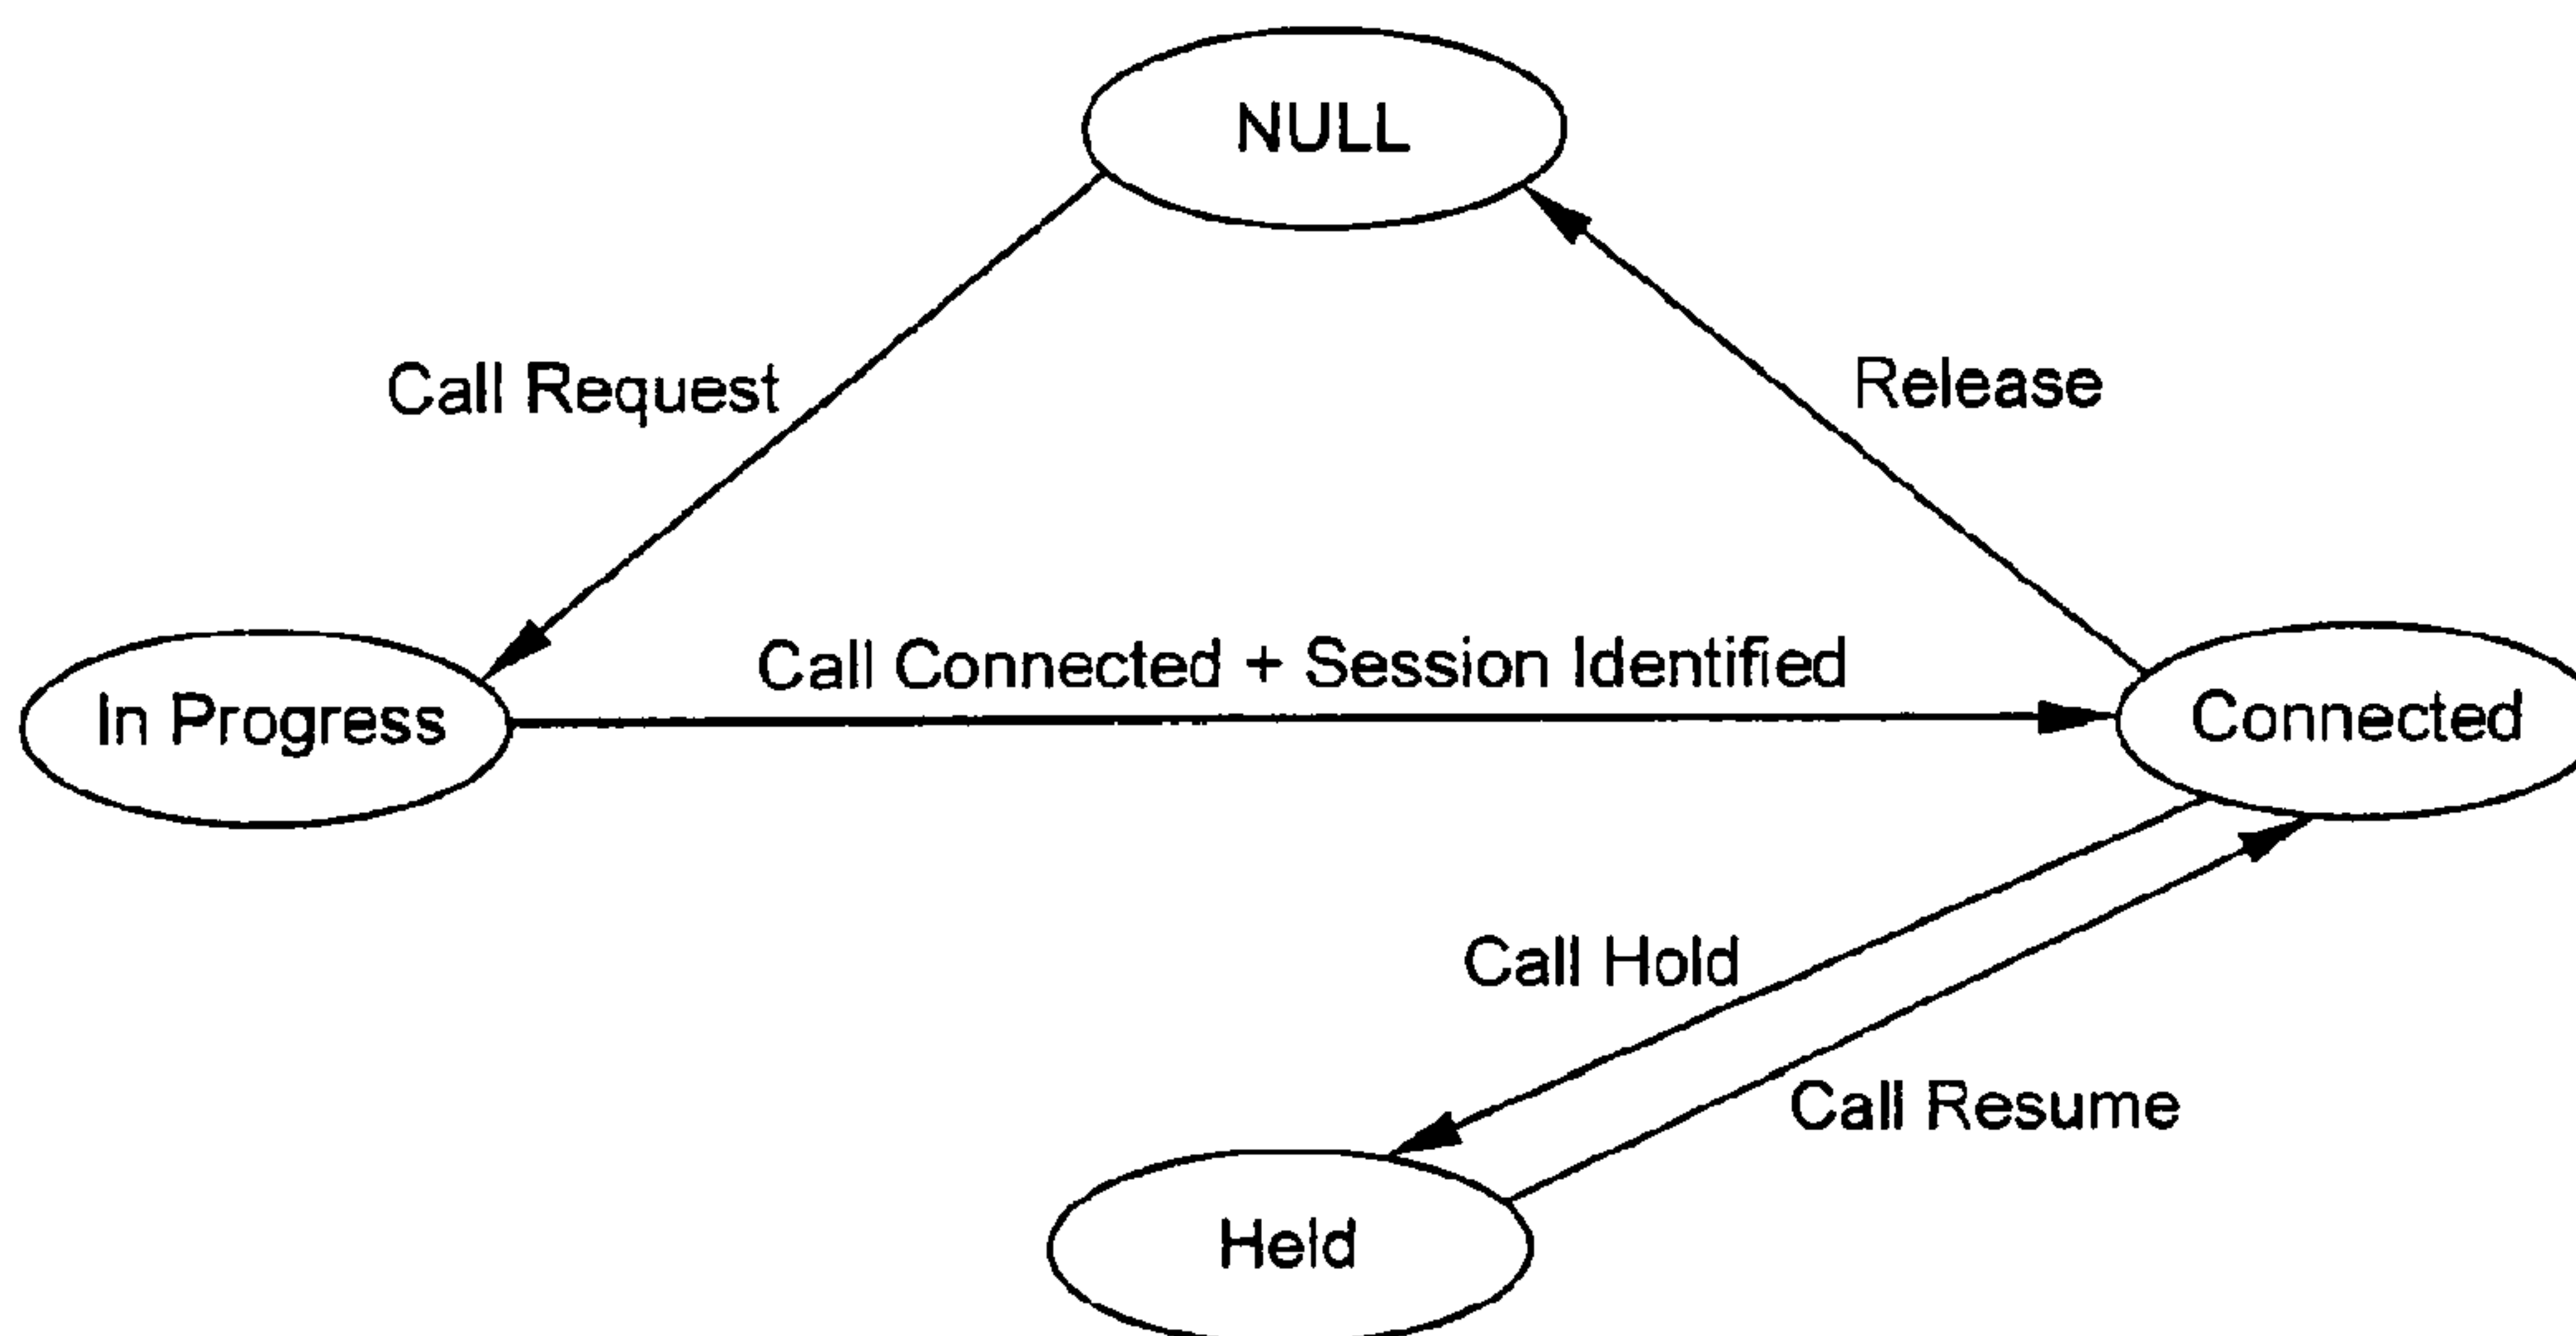 NULL
Call Request
Release
Call Connected + Session Identified
In Progress
Connected
Call Hold
Call Resume
Held